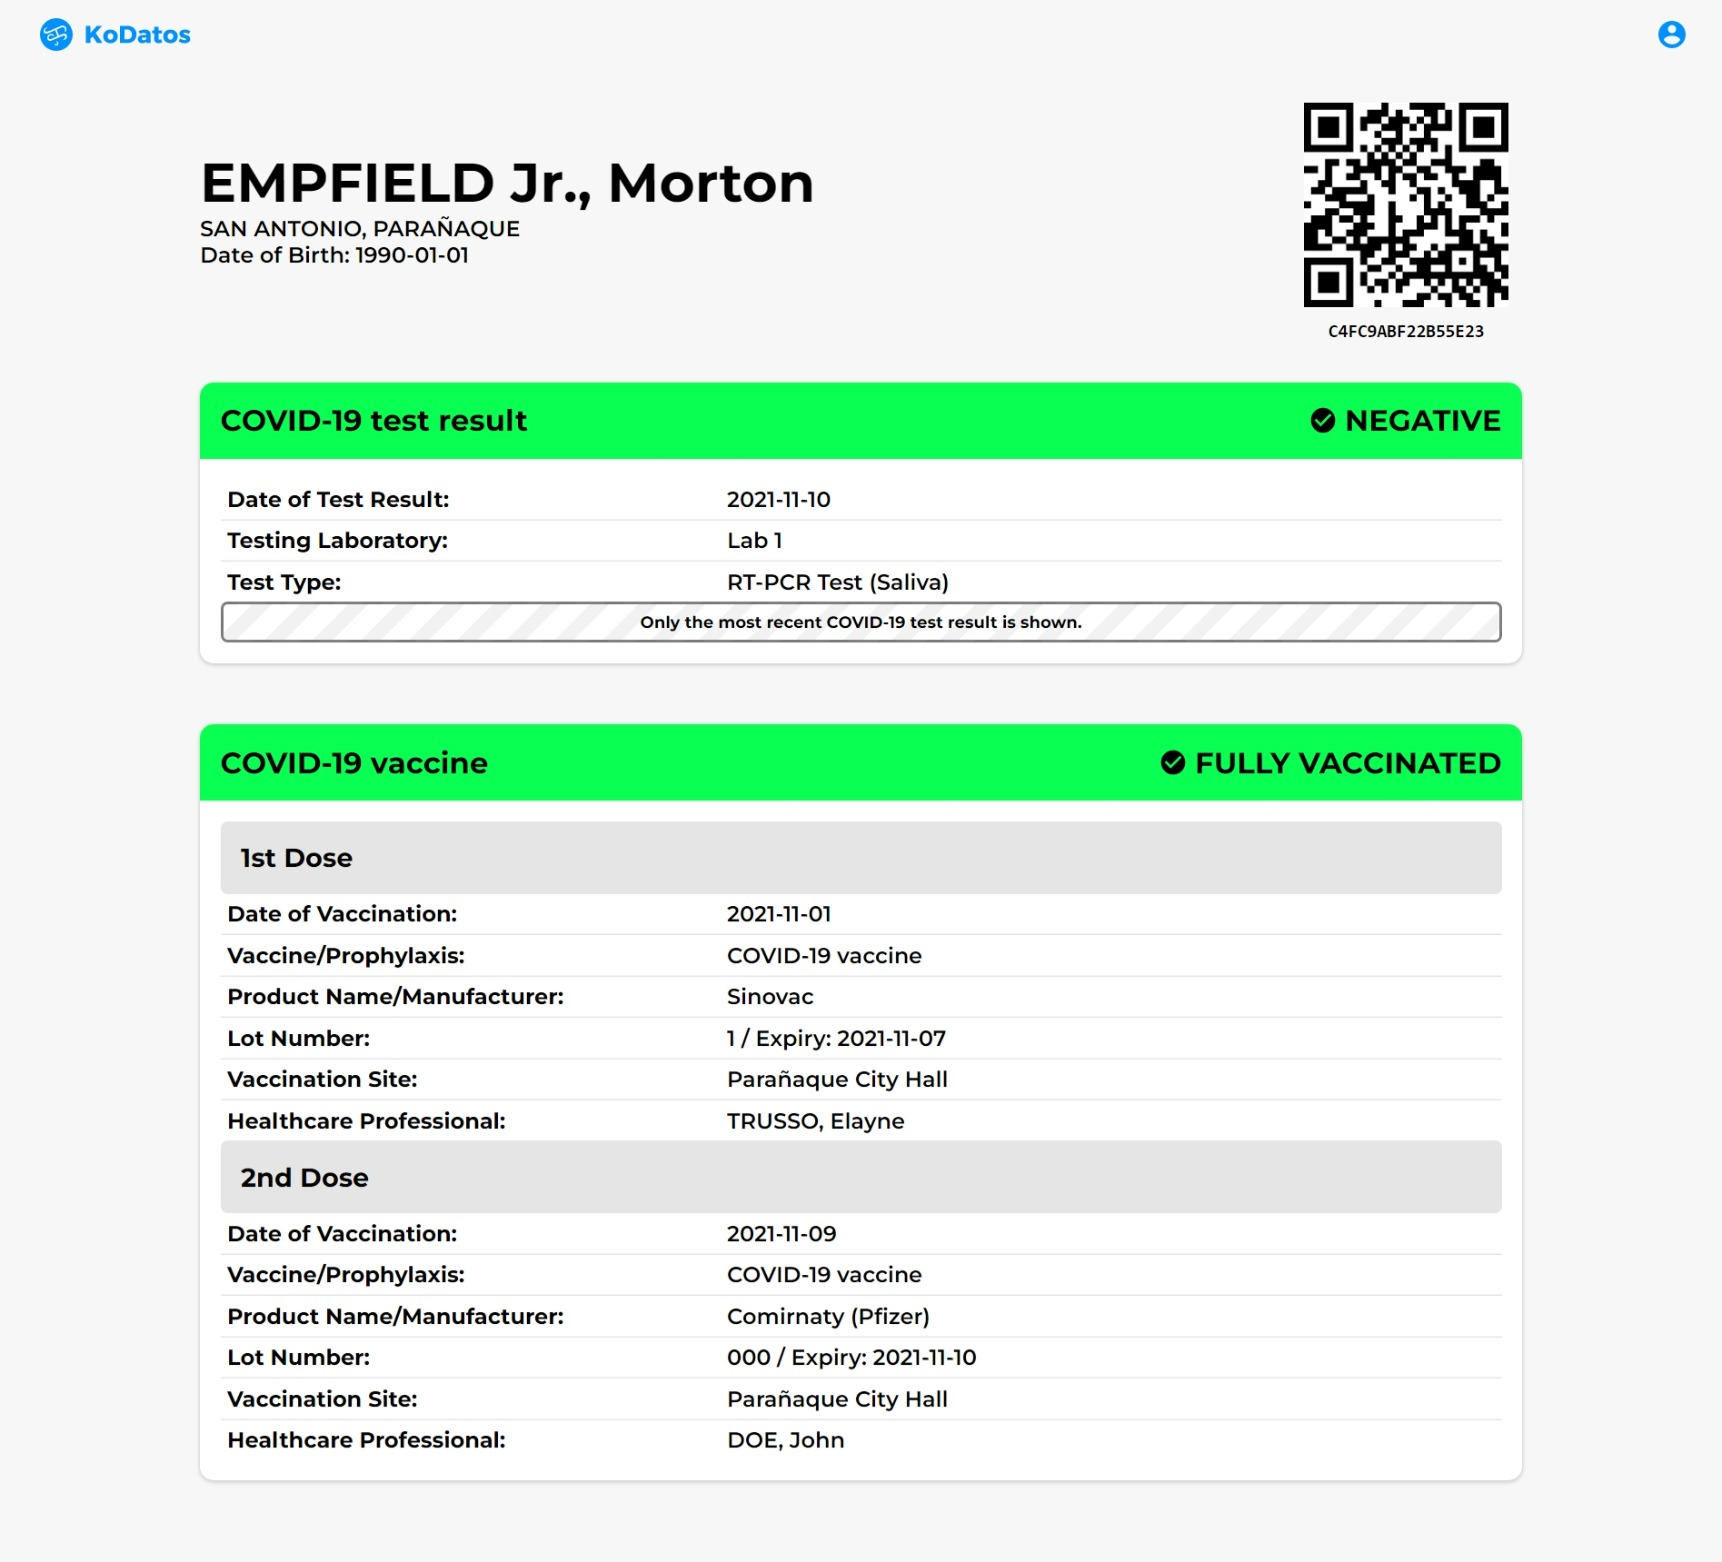 KoDatos
EMPFIELD Jr., Morton
SAN ANTONIO, PARAÑAQUE
Date of Birth: 1990-01-01
C4FC9ABF22B55E23
COVID-19 test result
NEGATIVE
Date of Test Result: 2021-11-10
Testing Laboratory: Lab 1
Test Type: RT-PCR Test (Saliva)
Only the most recent COVID-19 test result is shown.
COVID-19 vaccine
FULLY VACCINATED
1st Dose
Date of Vaccination: 2021-11-01
Vaccine/Prophylaxis: COVID-19 vaccine
Product Name/Manufacturer: Sinovac
Lot Number: 1 / Expiry: 2021-11-07
Vaccination Site: Parañaque City Hall
Healthcare Professional: TRUSSO, Elayne
2nd Dose
Date of Vaccination: 2021-11-09
Vaccine/Prophylaxis: COVID-19 vaccine
Product Name/Manufacturer: Comirnaty (Pfizer)
Lot Number: 000 / Expiry: 2021-11-10
Vaccination Site: Parañaque City Hall
Healthcare Professional: DOE, John